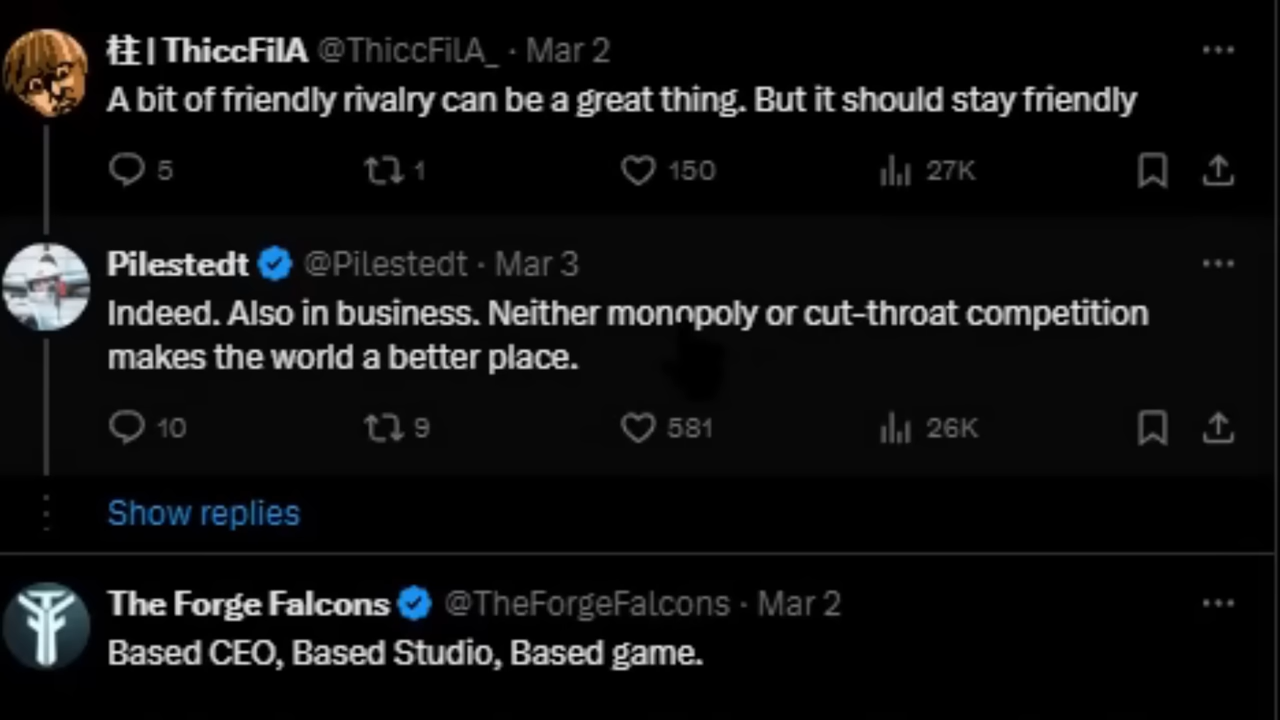 柱 | ThiccFilA @ThiccFilA_ · Mar 2
A bit of friendly rivalry can be a great thing. But it should stay friendly
5 1 150 27K
Pilestedt @Pilestedt · Mar 3
Indeed. Also in business. Neither monopoly or cut-throat competition
makes the world a better place.
10 9 581 26K
Show replies
The Forge Falcons @TheForgeFalcons · Mar 2
Based CEO, Based Studio, Based game.